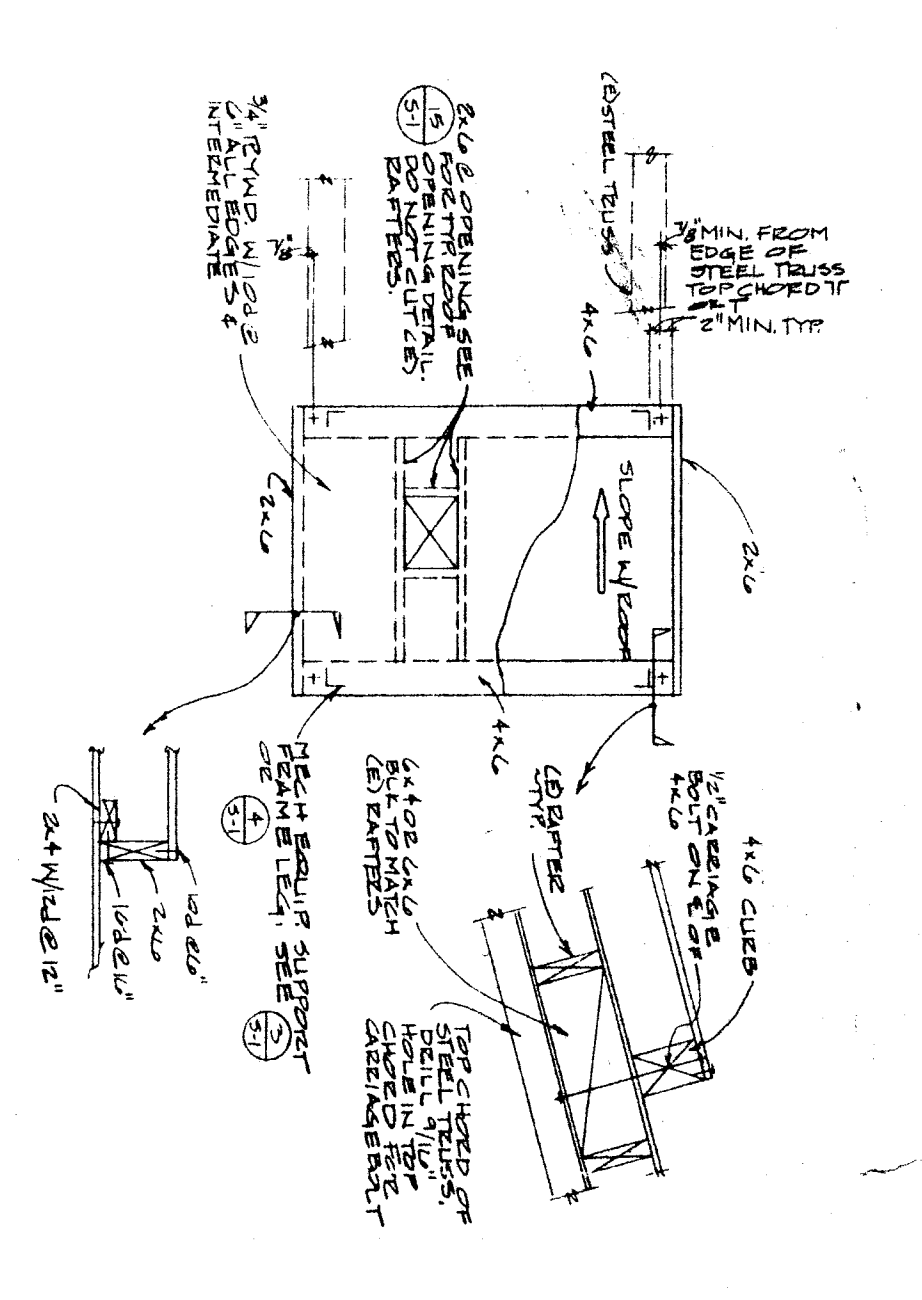 (E) STEEL TRUSS
7/8" MIN. FROM
EDGE OF
STEEL TRUSS
TOP CHORD
2" MIN. TYP.
4x6
2x6
SLOPE W/ROOF
2x6 @ OPENING SEE
15
S-1
FOR TYP. ROOF
OPENING DETAIL.
DO NOT CUT (E)
RAFTERS.
7/8"
3/4" PLYWD. W/10d @
6" ALL EDGES &
INTERMEDIATE
2x6
4x6
1/2" CARRIAGE
BOLT ON ℄ OF
4x6
4x6 CURB
(E) RAFTER
~TYP.
6x4 OR 6x6
BLK TO MATCH
(E) RAFTERS
TOP CHORD OF
STEEL TRUSS.
DRILL 9/16"
HOLE IN TOP
CHORD FOR
CARRIAGE BOLT
MECH EQUIP SUPPORT
FRAME LEG, SEE
3
S-1
OR
4
S-1
10d @ 6"
2x6
16d @ 16"
2x4 W/12d @ 12"